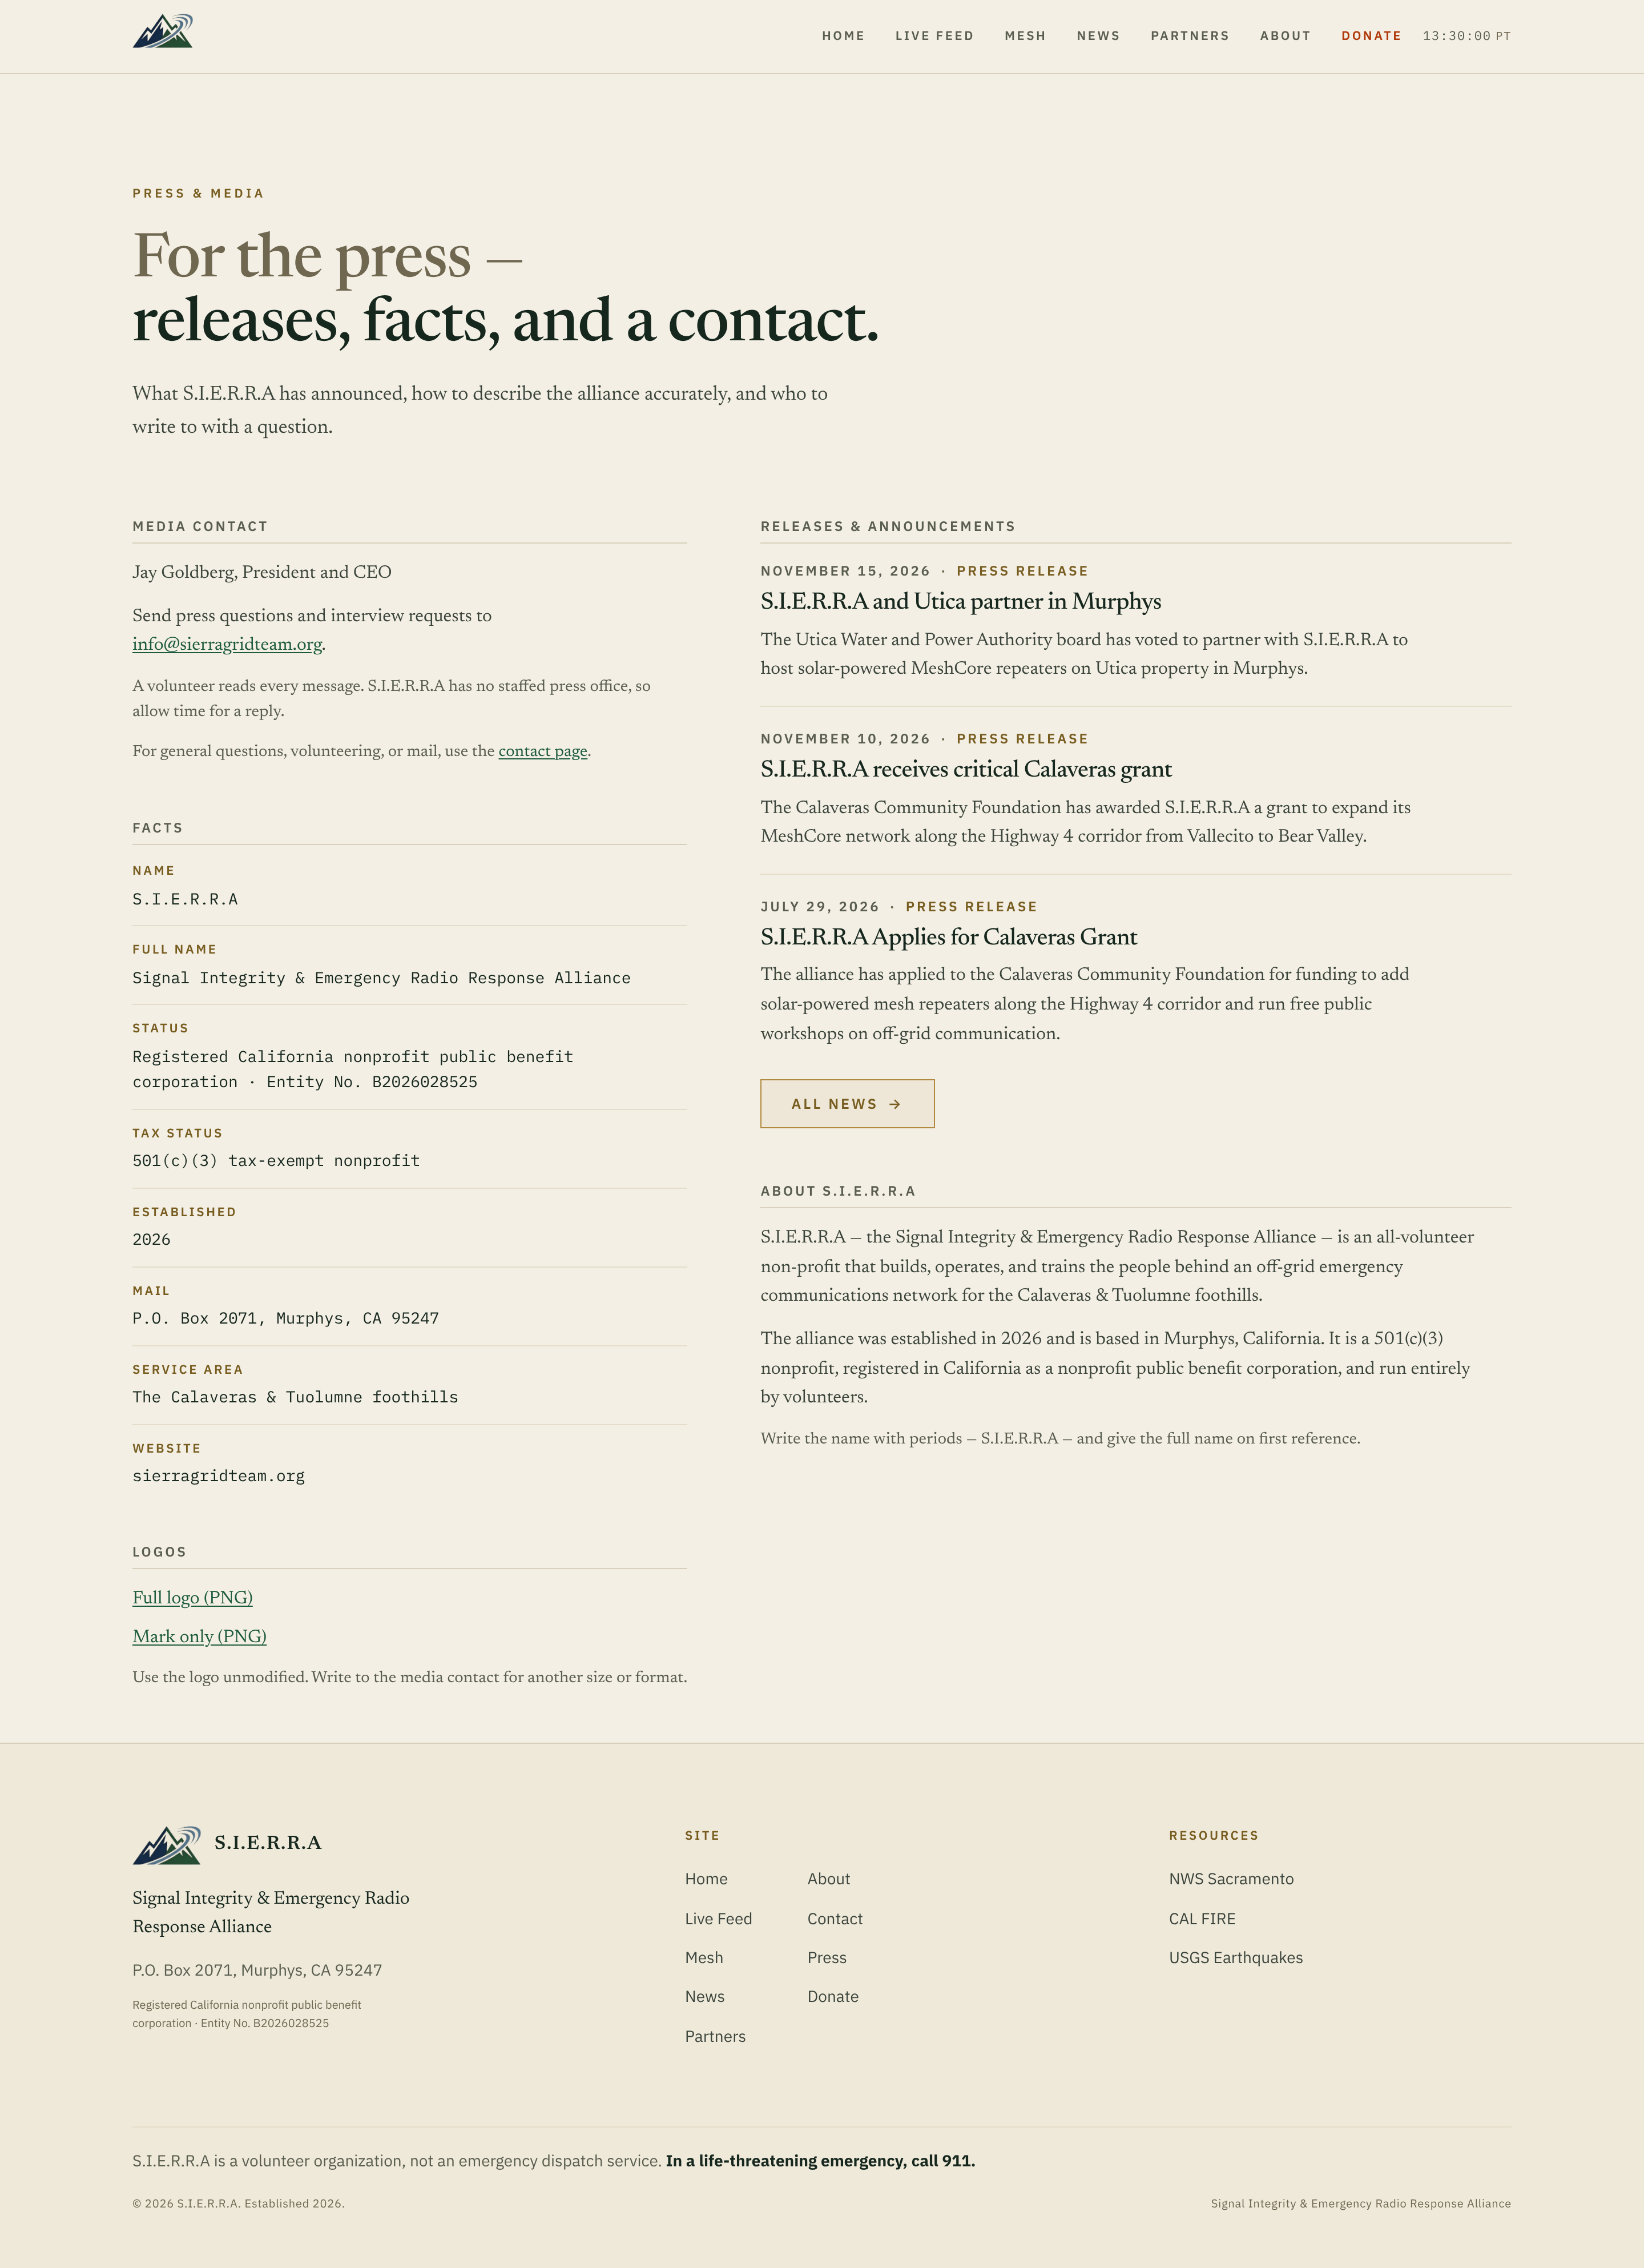 HOME LIVE FEED MESH NEWS PARTNERS ABOUT DONATE 13:30:00 PT
PRESS & MEDIA
For the press —
releases, facts, and a contact.
What S.I.E.R.R.A has announced, how to describe the alliance accurately, and who to
write to with a question.
MEDIA CONTACT
Jay Goldberg, President and CEO
Send press questions and interview requests to
info@sierragridteam.org.
A volunteer reads every message. S.I.E.R.R.A has no staffed press office, so
allow time for a reply.
For general questions, volunteering, or mail, use the contact page.
FACTS
NAME
S.I.E.R.R.A
FULL NAME
Signal Integrity & Emergency Radio Response Alliance
STATUS
Registered California nonprofit public benefit
corporation · Entity No. B2026028525
TAX STATUS
501(c)(3) tax-exempt nonprofit
ESTABLISHED
2026
MAIL
P.O. Box 2071, Murphys, CA 95247
SERVICE AREA
The Calaveras & Tuolumne foothills
WEBSITE
sierragridteam.org
LOGOS
Full logo (PNG)
Mark only (PNG)
Use the logo unmodified. Write to the media contact for another size or format.
RELEASES & ANNOUNCEMENTS
NOVEMBER 15, 2026 · PRESS RELEASE
S.I.E.R.R.A and Utica partner in Murphys
The Utica Water and Power Authority board has voted to partner with S.I.E.R.R.A to
host solar-powered MeshCore repeaters on Utica property in Murphys.
NOVEMBER 10, 2026 · PRESS RELEASE
S.I.E.R.R.A receives critical Calaveras grant
The Calaveras Community Foundation has awarded S.I.E.R.R.A a grant to expand its
MeshCore network along the Highway 4 corridor from Vallecito to Bear Valley.
JULY 29, 2026 · PRESS RELEASE
S.I.E.R.R.A Applies for Calaveras Grant
The alliance has applied to the Calaveras Community Foundation for funding to add
solar-powered mesh repeaters along the Highway 4 corridor and run free public
workshops on off-grid communication.
ALL NEWS →
ABOUT S.I.E.R.R.A
S.I.E.R.R.A — the Signal Integrity & Emergency Radio Response Alliance — is an all-volunteer
non-profit that builds, operates, and trains the people behind an off-grid emergency
communications network for the Calaveras & Tuolumne foothills.
The alliance was established in 2026 and is based in Murphys, California. It is a 501(c)(3)
nonprofit, registered in California as a nonprofit public benefit corporation, and run entirely
by volunteers.
Write the name with periods — S.I.E.R.R.A — and give the full name on first reference.
S.I.E.R.R.A
Signal Integrity & Emergency Radio
Response Alliance
P.O. Box 2071, Murphys, CA 95247
Registered California nonprofit public benefit
corporation · Entity No. B2026028525
SITE
Home
Live Feed
Mesh
News
Partners
About
Contact
Press
Donate
RESOURCES
NWS Sacramento
CAL FIRE
USGS Earthquakes
S.I.E.R.R.A is a volunteer organization, not an emergency dispatch service. In a life-threatening emergency, call 911.
© 2026 S.I.E.R.R.A. Established 2026.
Signal Integrity & Emergency Radio Response Alliance